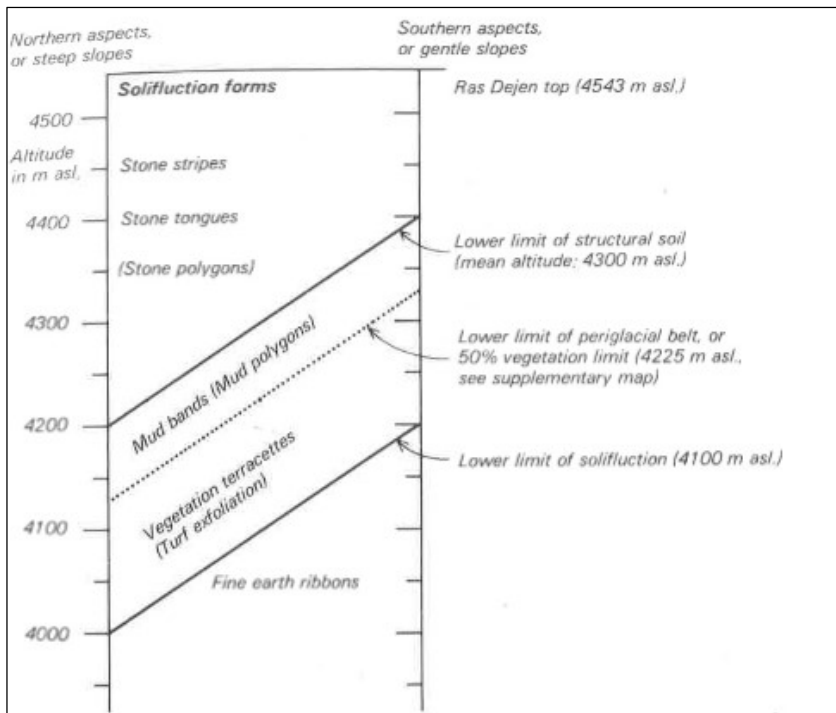 Northern aspects,
or steep slopes
Southern aspects,
or gentle slopes
Solifluction forms
Ras Dejen top (4543 m asl.)
4500
Altitude
in m asl.
Stone stripes
4400
Stone tongues
Lower limit of structural soil
(mean altitude: 4300 m asl.)
(Stone polygons)
4300
Mud bands (Mud polygons)
Lower limit of periglacial belt, or
50% vegetation limit (4225 m asl.,
see supplementary map)
4200
Vegetation terracettes
(Turf exfoliation)
Lower limit of solifluction (4100 m asl.)
4100
Fine earth ribbons
4000